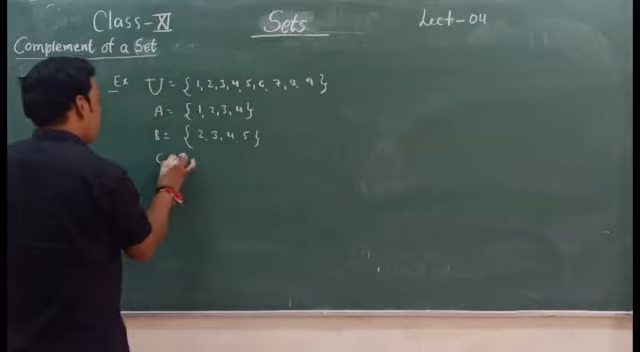 Class-XI Sets Lect-04
Complement of a Set
Ex U = {1, 2, 3, 4, 5, 6, 7, 8, 9}
A = {1, 2, 3, 4}
B = {2, 3, 4, 5}
C